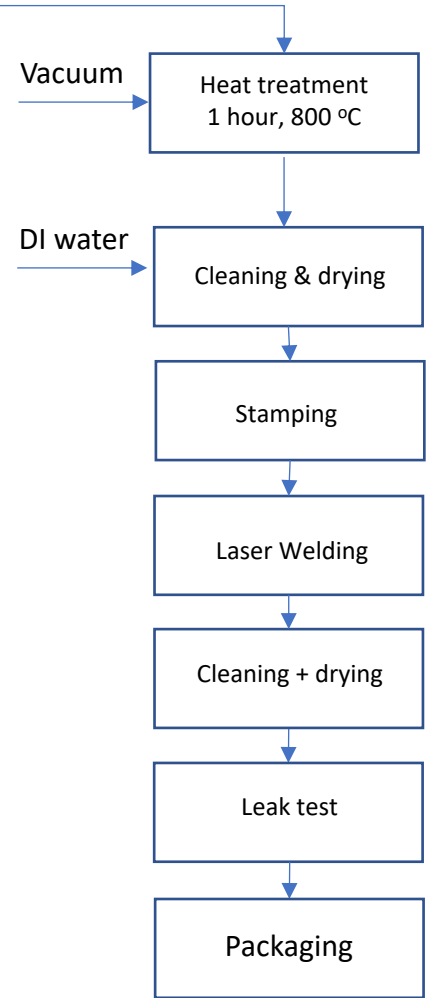 Vacuum
Heat treatment
1 hour, 800 ºC
DI water
Cleaning & drying
Stamping
Laser Welding
Cleaning + drying
Leak test
Packaging